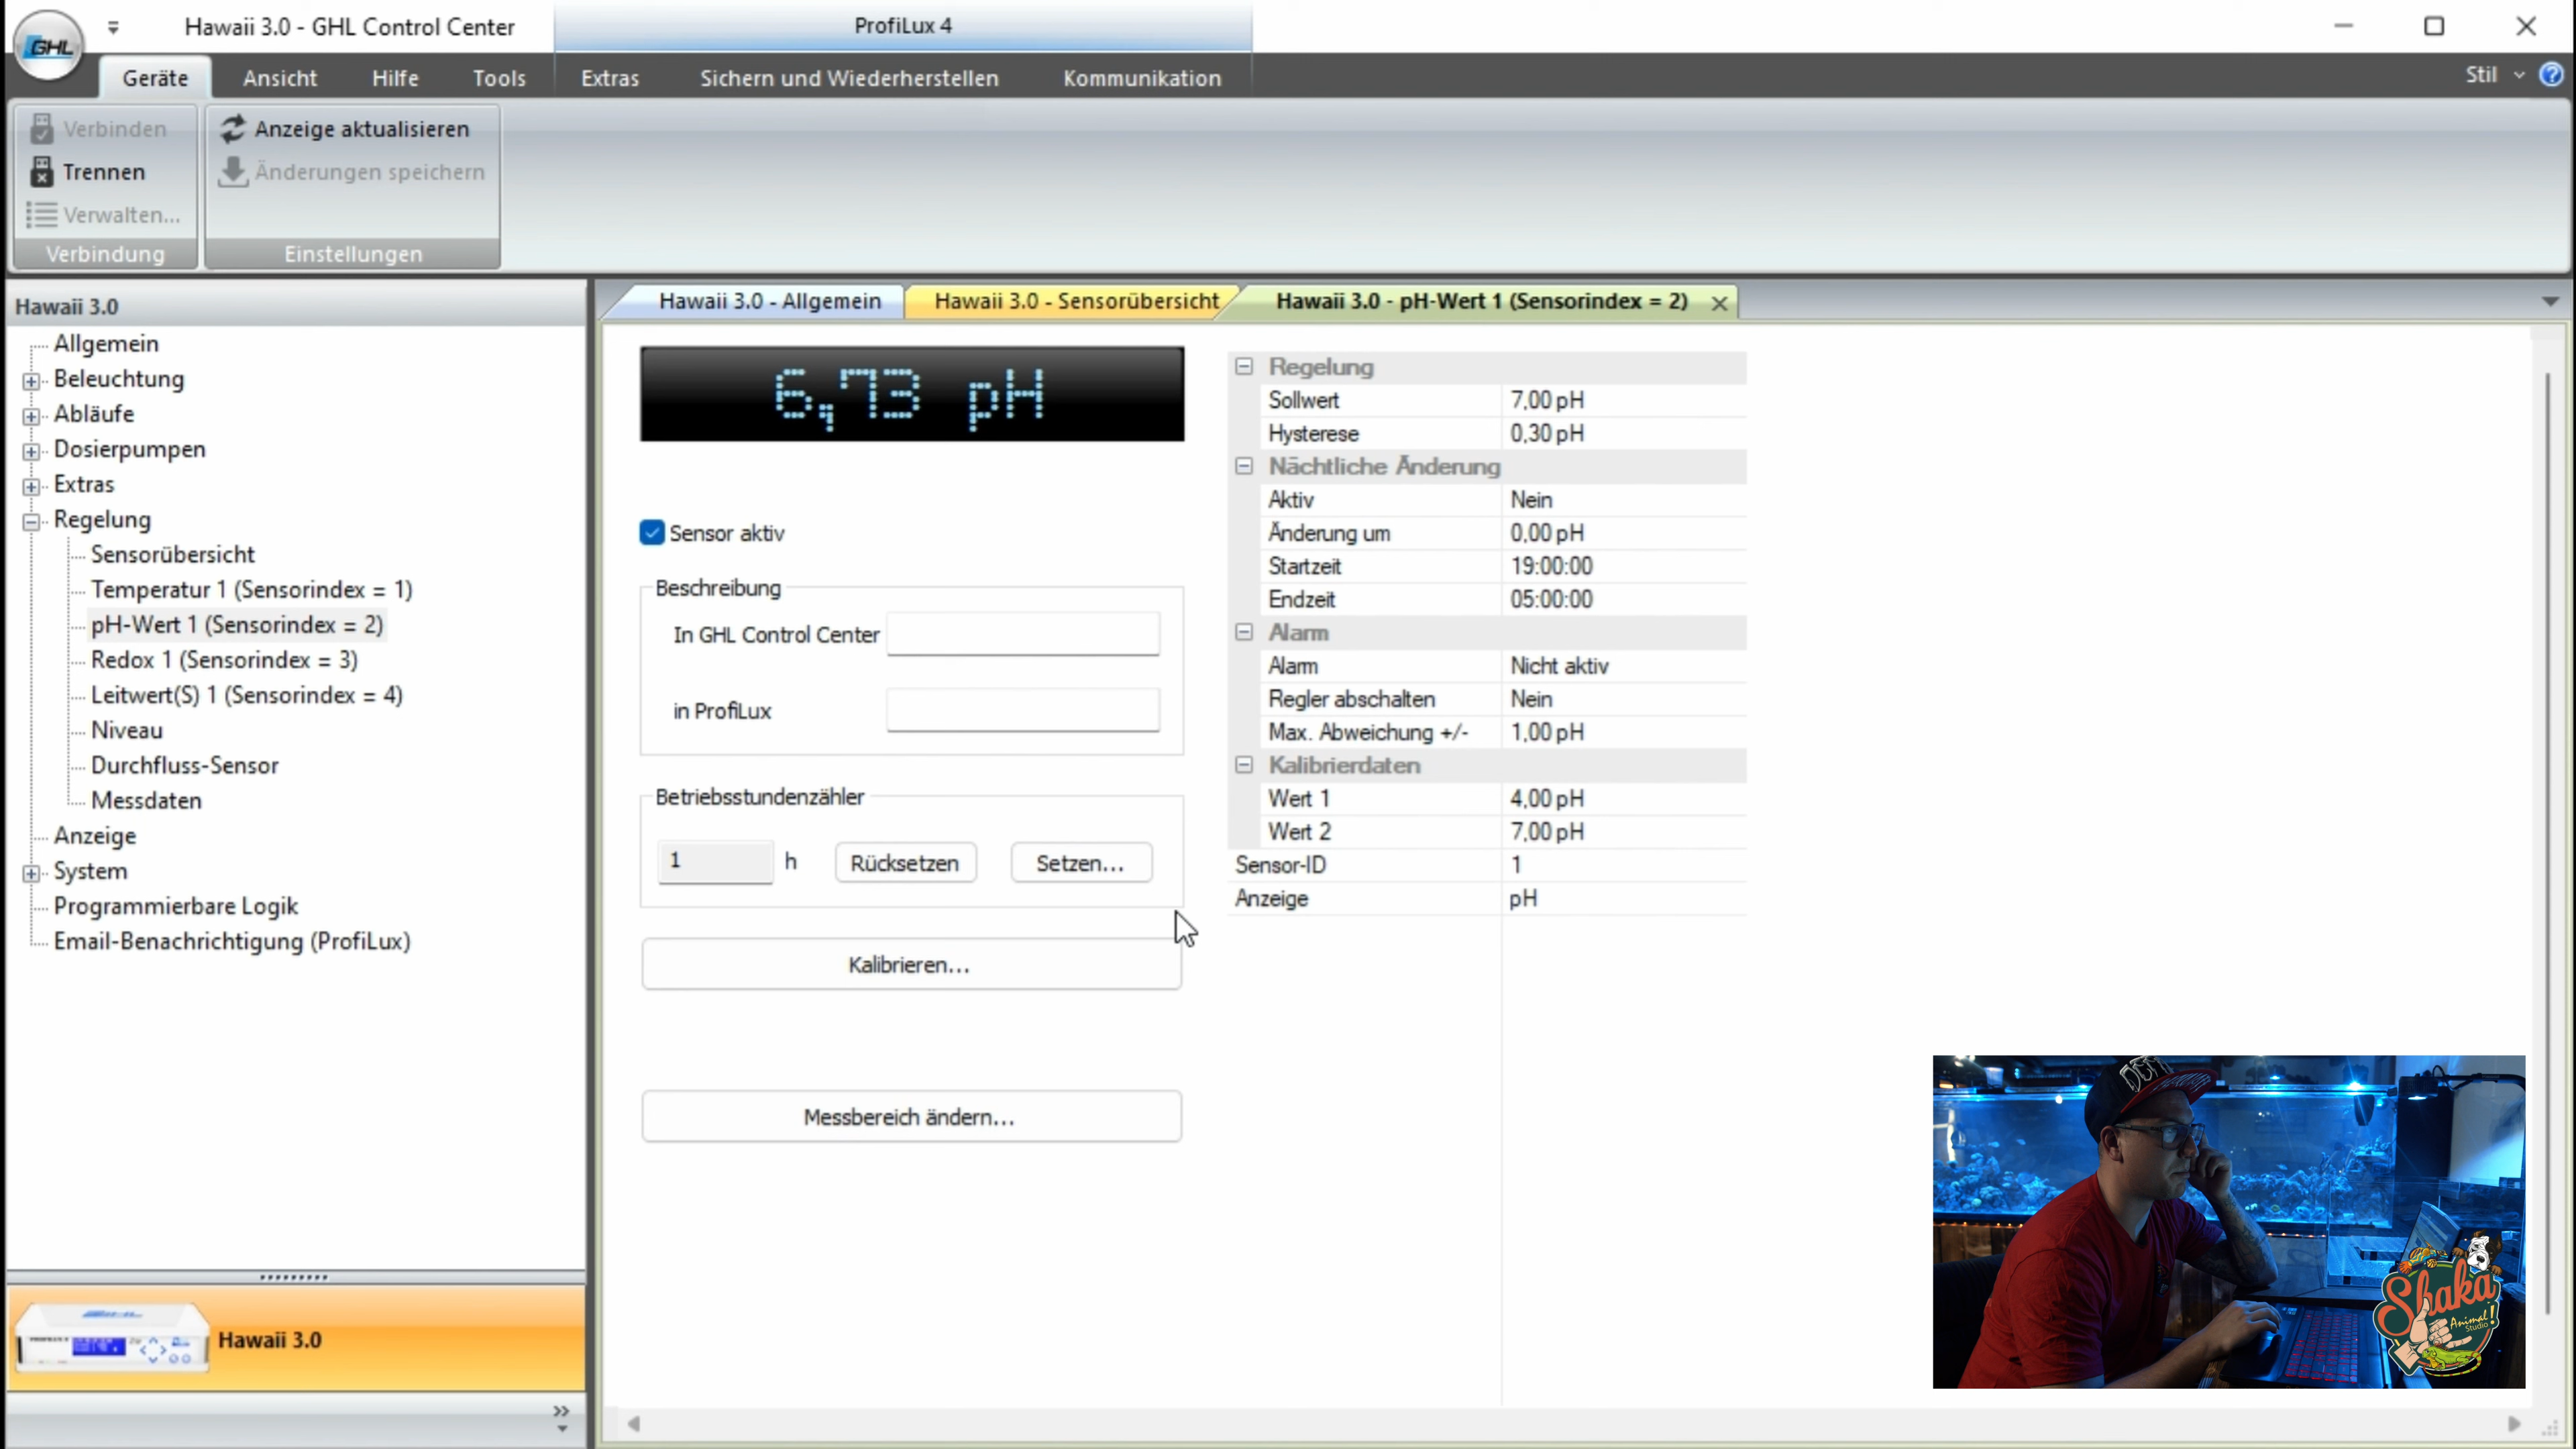 GHL
Hawaii 3.0 - GHL Control Center
ProfiLux 4
Geräte
Ansicht
Hilfe
Tools
Extras
Sichern und Wiederherstellen
Kommunikation
Stil
Verbinden
Trennen
Verwalten...
Verbindung
Anzeige aktualisieren
Änderungen speichern
Einstellungen
Hawaii 3.0
Allgemein
Beleuchtung
Abläufe
Dosierpumpen
Extras
Regelung
Sensorübersicht
Temperatur 1 (Sensorindex = 1)
pH-Wert 1 (Sensorindex = 2)
Redox 1 (Sensorindex = 3)
Leitwert(S) 1 (Sensorindex = 4)
Niveau
Durchfluss-Sensor
Messdaten
Anzeige
System
Programmierbare Logik
Email-Benachrichtigung (ProfiLux)
Hawaii 3.0
Hawaii 3.0 - Allgemein
Hawaii 3.0 - Sensorübersicht
Hawaii 3.0 - pH-Wert 1 (Sensorindex = 2)
6,73 pH
Sensor aktiv
Beschreibung
In GHL Control Center
in ProfiLux
Betriebsstundenzähler
1 h Rücksetzen Setzen...
Kalibrieren...
Messbereich ändern...
Regelung
Sollwert 7,00 pH
Hysterese 0,30 pH
Nächtliche Änderung
Aktiv Nein
Änderung um 0,00 pH
Startzeit 19:00:00
Endzeit 05:00:00
Alarm
Alarm Nicht aktiv
Regler abschalten Nein
Max. Abweichung +/- 1,00 pH
Kalibrierdaten
Wert 1 4,00 pH
Wert 2 7,00 pH
Sensor-ID 1
Anzeige pH
Shaka
Animal
Studio
!